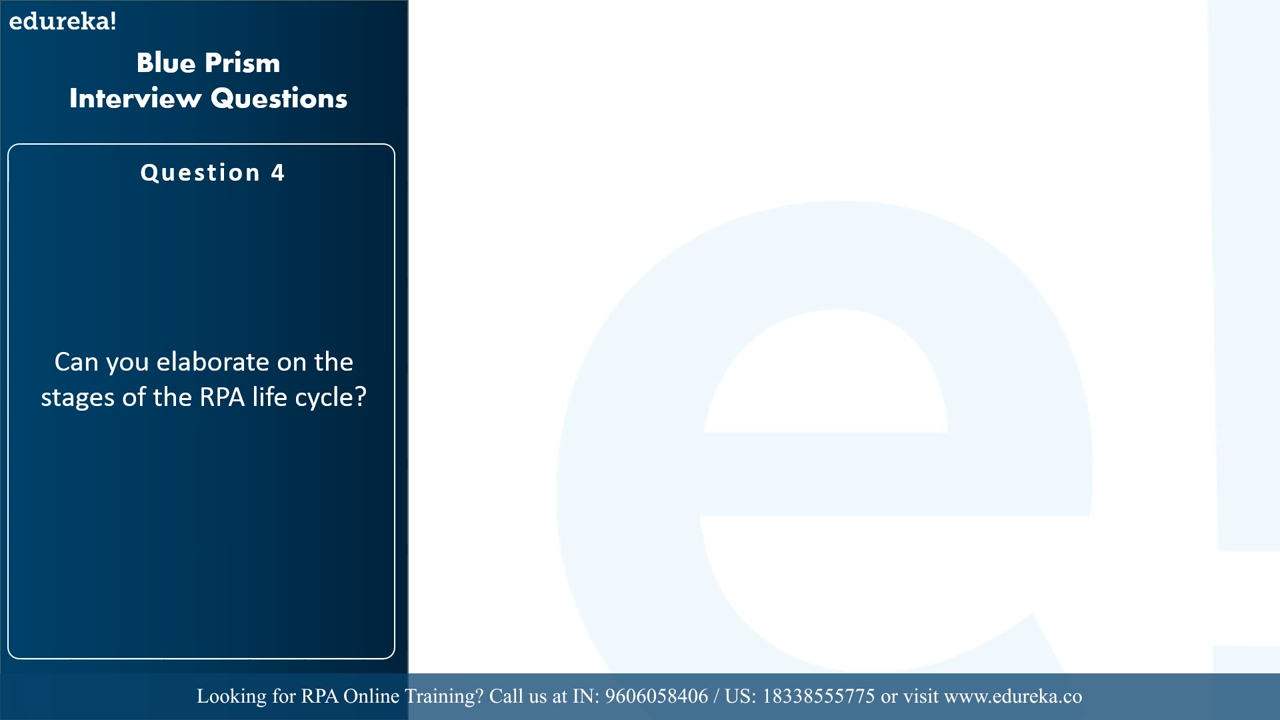 edureka!
Blue Prism
Interview Questions
Question 4
Can you elaborate on the
stages of the RPA life cycle?
Looking for RPA Online Training? Call us at IN: 9606058406 / US: 18338555775 or visit www.edureka.co